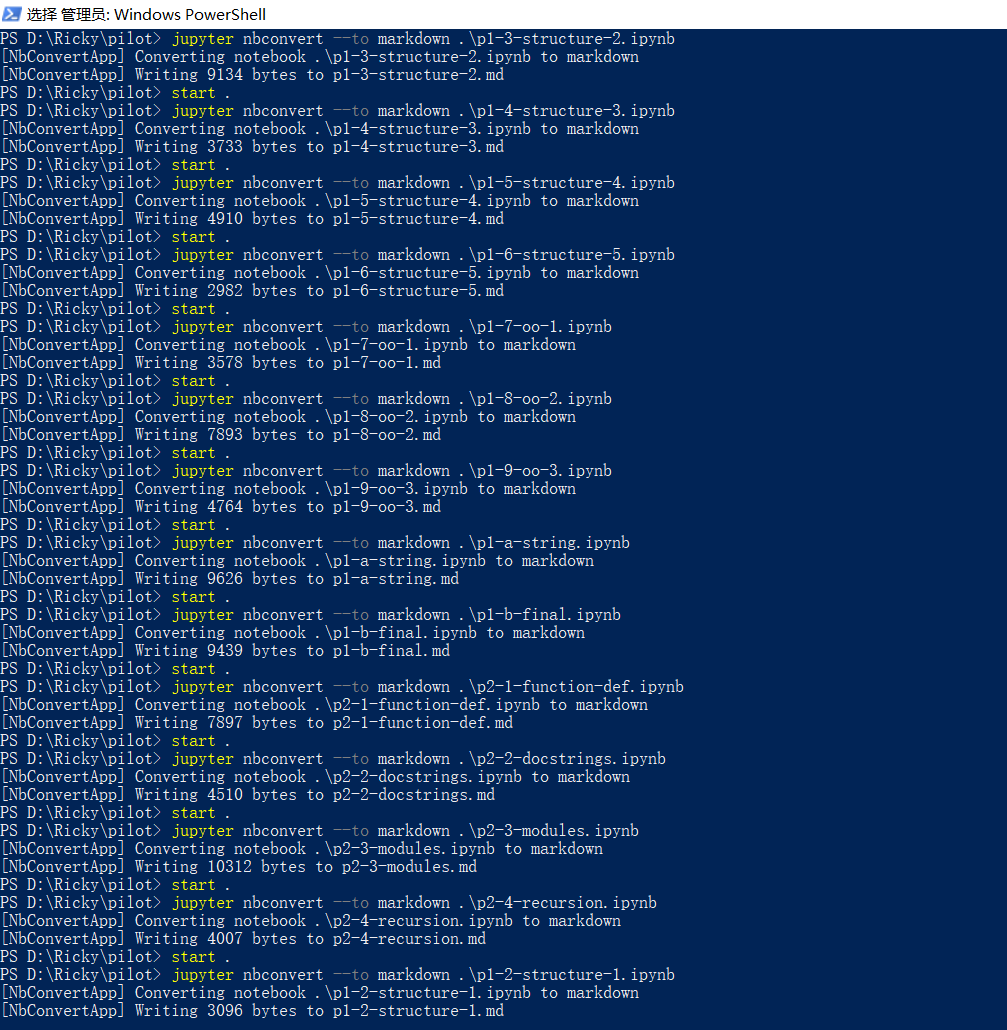 选择 管理员: Windows PowerShell
PS D:\Ricky\pilot> jupyter nbconvert --to markdown .\p1-3-structure-2.ipynb
[NbConvertApp] Converting notebook .\p1-3-structure-2.ipynb to markdown
[NbConvertApp] Writing 9134 bytes to p1-3-structure-2.md
PS D:\Ricky\pilot> start .
PS D:\Ricky\pilot> jupyter nbconvert --to markdown .\p1-4-structure-3.ipynb
[NbConvertApp] Converting notebook .\p1-4-structure-3.ipynb to markdown
[NbConvertApp] Writing 3733 bytes to p1-4-structure-3.md
PS D:\Ricky\pilot> start .
PS D:\Ricky\pilot> jupyter nbconvert --to markdown .\p1-5-structure-4.ipynb
[NbConvertApp] Converting notebook .\p1-5-structure-4.ipynb to markdown
[NbConvertApp] Writing 4910 bytes to p1-5-structure-4.md
PS D:\Ricky\pilot> start .
PS D:\Ricky\pilot> jupyter nbconvert --to markdown .\p1-6-structure-5.ipynb
[NbConvertApp] Converting notebook .\p1-6-structure-5.ipynb to markdown
[NbConvertApp] Writing 2982 bytes to p1-6-structure-5.md
PS D:\Ricky\pilot> start .
PS D:\Ricky\pilot> jupyter nbconvert --to markdown .\p1-7-oo-1.ipynb
[NbConvertApp] Converting notebook .\p1-7-oo-1.ipynb to markdown
[NbConvertApp] Writing 3578 bytes to p1-7-oo-1.md
PS D:\Ricky\pilot> start .
PS D:\Ricky\pilot> jupyter nbconvert --to markdown .\p1-8-oo-2.ipynb
[NbConvertApp] Converting notebook .\p1-8-oo-2.ipynb to markdown
[NbConvertApp] Writing 7893 bytes to p1-8-oo-2.md
PS D:\Ricky\pilot> start .
PS D:\Ricky\pilot> jupyter nbconvert --to markdown .\p1-9-oo-3.ipynb
[NbConvertApp] Converting notebook .\p1-9-oo-3.ipynb to markdown
[NbConvertApp] Writing 4764 bytes to p1-9-oo-3.md
PS D:\Ricky\pilot> start .
PS D:\Ricky\pilot> jupyter nbconvert --to markdown .\p1-a-string.ipynb
[NbConvertApp] Converting notebook .\p1-a-string.ipynb to markdown
[NbConvertApp] Writing 9626 bytes to p1-a-string.md
PS D:\Ricky\pilot> start .
PS D:\Ricky\pilot> jupyter nbconvert --to markdown .\p1-b-final.ipynb
[NbConvertApp] Converting notebook .\p1-b-final.ipynb to markdown
[NbConvertApp] Writing 9439 bytes to p1-b-final.md
PS D:\Ricky\pilot> start .
PS D:\Ricky\pilot> jupyter nbconvert --to markdown .\p2-1-function-def.ipynb
[NbConvertApp] Converting notebook .\p2-1-function-def.ipynb to markdown
[NbConvertApp] Writing 7897 bytes to p2-1-function-def.md
PS D:\Ricky\pilot> start .
PS D:\Ricky\pilot> jupyter nbconvert --to markdown .\p2-2-docstrings.ipynb
[NbConvertApp] Converting notebook .\p2-2-docstrings.ipynb to markdown
[NbConvertApp] Writing 4510 bytes to p2-2-docstrings.md
PS D:\Ricky\pilot> start .
PS D:\Ricky\pilot> jupyter nbconvert --to markdown .\p2-3-modules.ipynb
[NbConvertApp] Converting notebook .\p2-3-modules.ipynb to markdown
[NbConvertApp] Writing 10312 bytes to p2-3-modules.md
PS D:\Ricky\pilot> start .
PS D:\Ricky\pilot> jupyter nbconvert --to markdown .\p2-4-recursion.ipynb
[NbConvertApp] Converting notebook .\p2-4-recursion.ipynb to markdown
[NbConvertApp] Writing 4007 bytes to p2-4-recursion.md
PS D:\Ricky\pilot> start .
PS D:\Ricky\pilot> jupyter nbconvert --to markdown .\p1-2-structure-1.ipynb
[NbConvertApp] Converting notebook .\p1-2-structure-1.ipynb to markdown
[NbConvertApp] Writing 3096 bytes to p1-2-structure-1.md